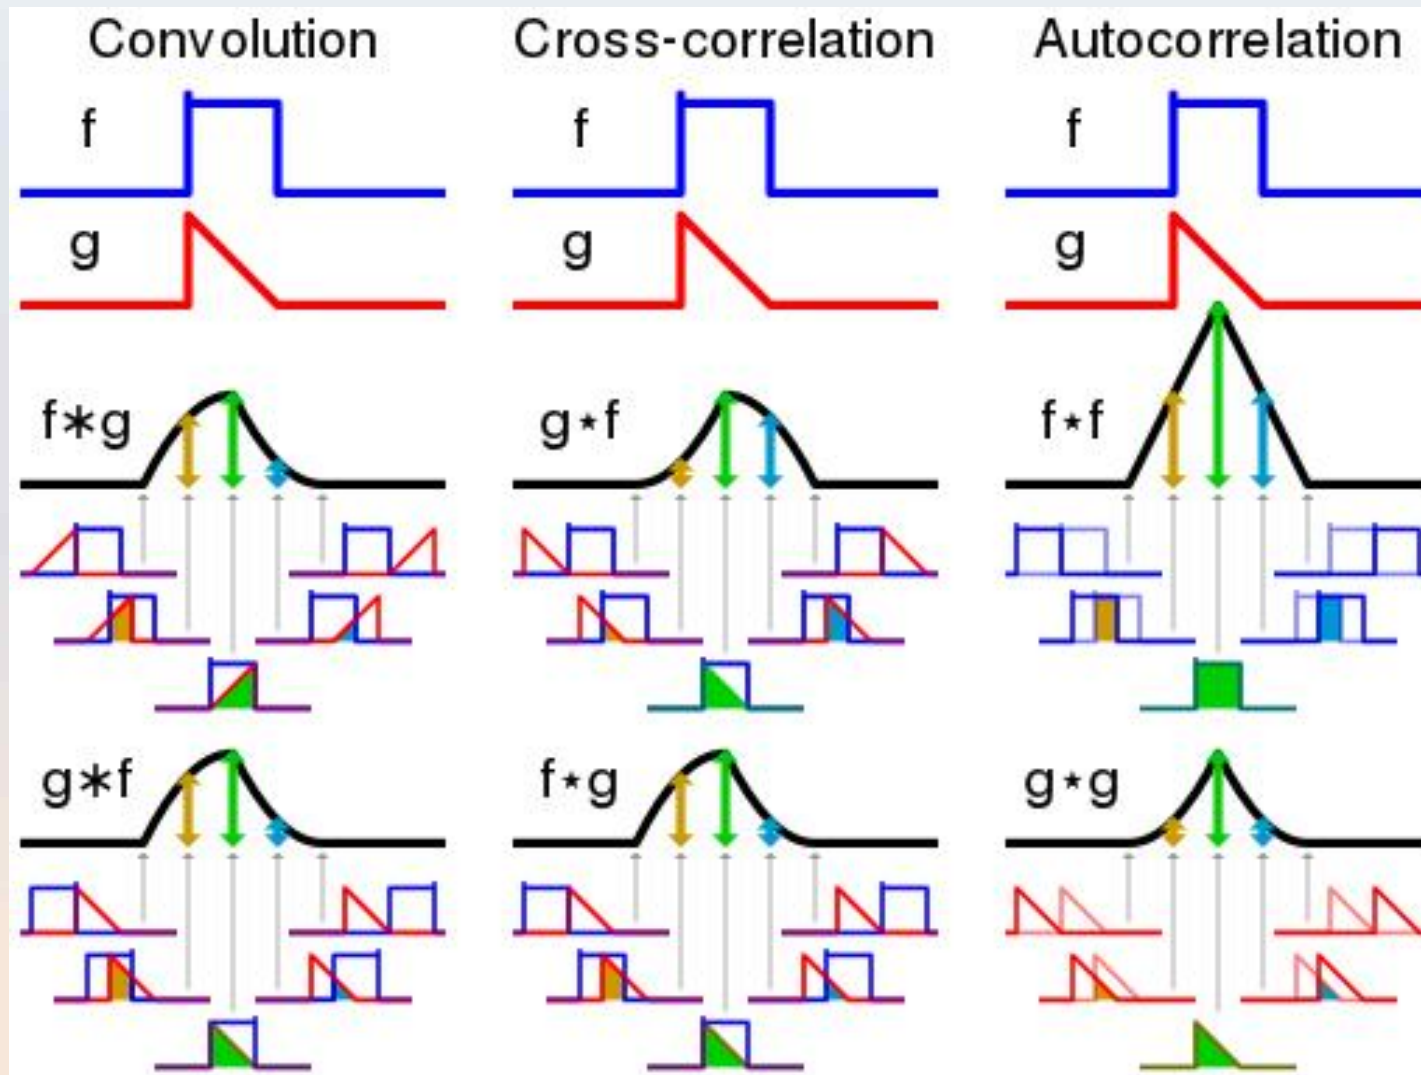 Convolution Cross-correlation Autocorrelation
f f f
g g g
f∗g g⋆f f⋆f
g∗f f⋆g g⋆g